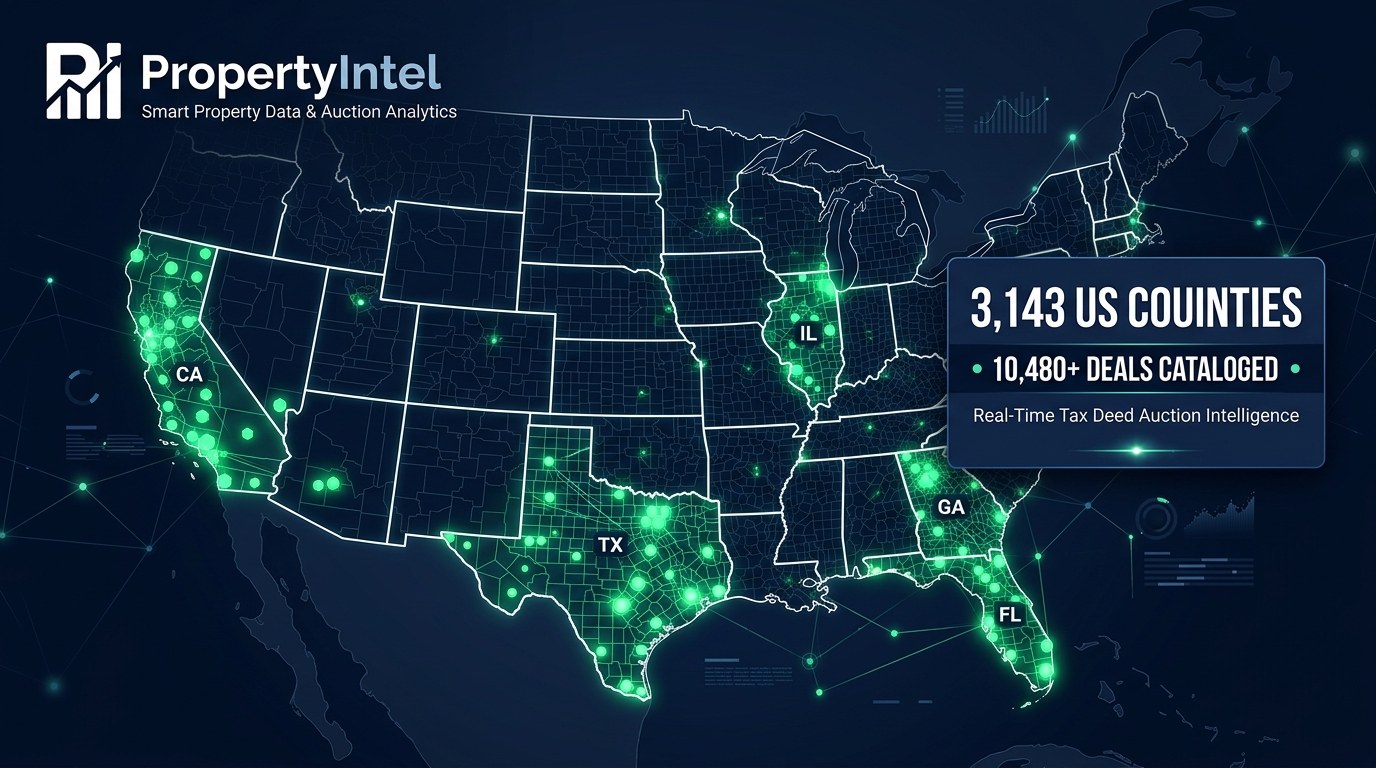 PropertyIntel
Smart Property Data & Auction Analytics
3,143 US COUINTIES
• 10,480+ DEALS CATALOGED •
Real-Time Tax Deed Auction Intelligence
IL
CA
GA
TX
FL